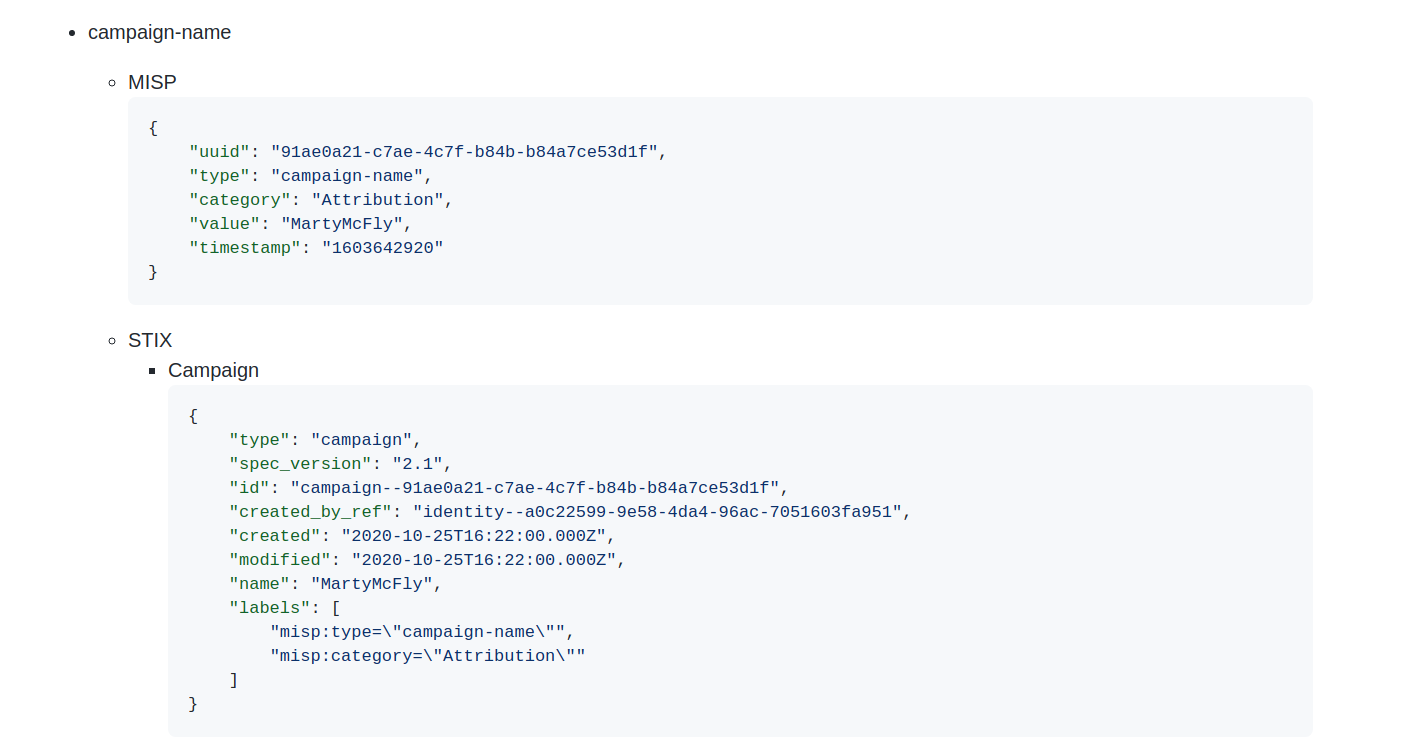 campaign-name
MISP
{
    "uuid": "91ae0a21-c7ae-4c7f-b84b-b84a7ce53d1f",
    "type": "campaign-name",
    "category": "Attribution",
    "value": "MartyMcFly",
    "timestamp": "1603642920"
}
STIX
Campaign
{
    "type": "campaign",
    "spec_version": "2.1",
    "id": "campaign--91ae0a21-c7ae-4c7f-b84b-b84a7ce53d1f",
    "created_by_ref": "identity--a0c22599-9e58-4da4-96ac-7051603fa951",
    "created": "2020-10-25T16:22:00.000Z",
    "modified": "2020-10-25T16:22:00.000Z",
    "name": "MartyMcFly",
    "labels": [
        "misp:type=\"campaign-name\"",
        "misp:category=\"Attribution\""
    ]
}